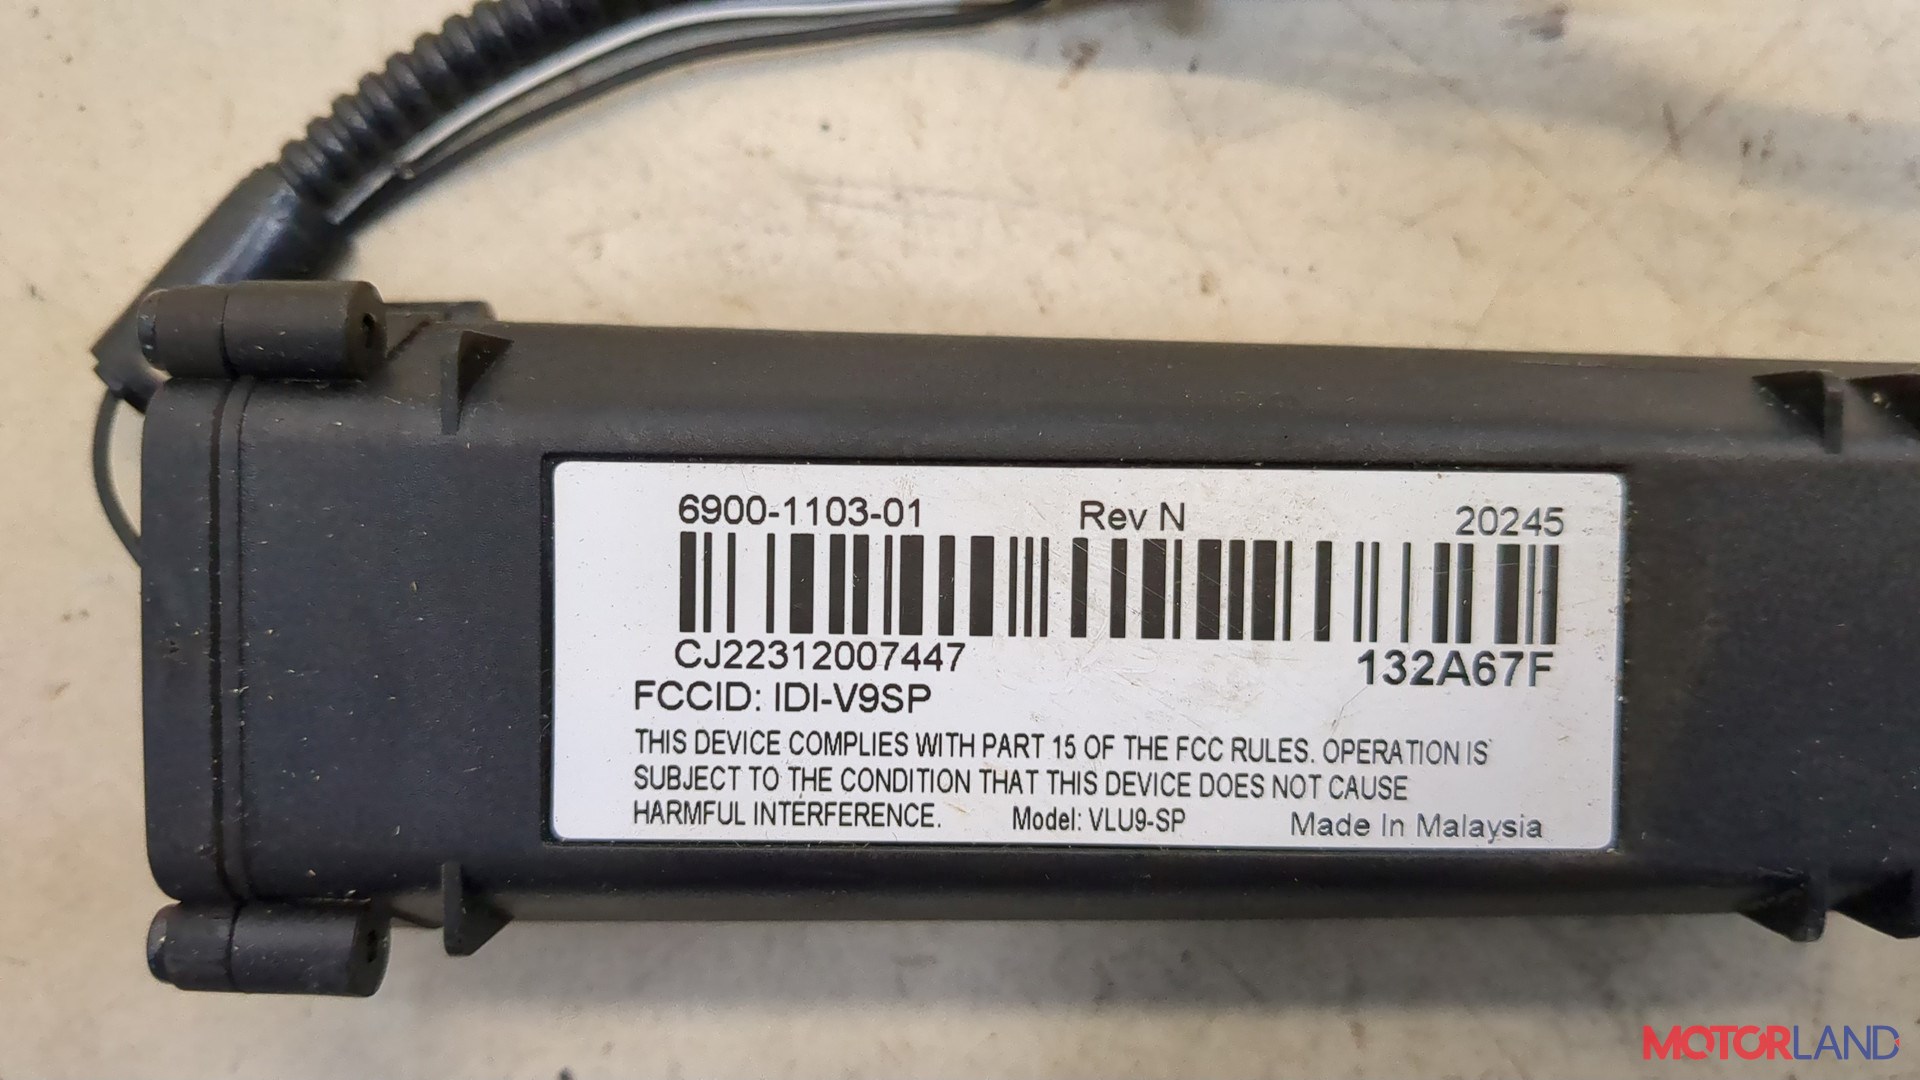 6900-1103-01 Rev N 20245
CJ22312007447 132A67F
FCCID: IDI-V9SP
THIS DEVICE COMPLIES WITH PART 15 OF THE FCC RULES. OPERATION IS
SUBJECT TO THE CONDITION THAT THIS DEVICE DOES NOT CAUSE
HARMFUL INTERFERENCE. Model: VLU9-SP Made In Malaysia
MOTORLAND